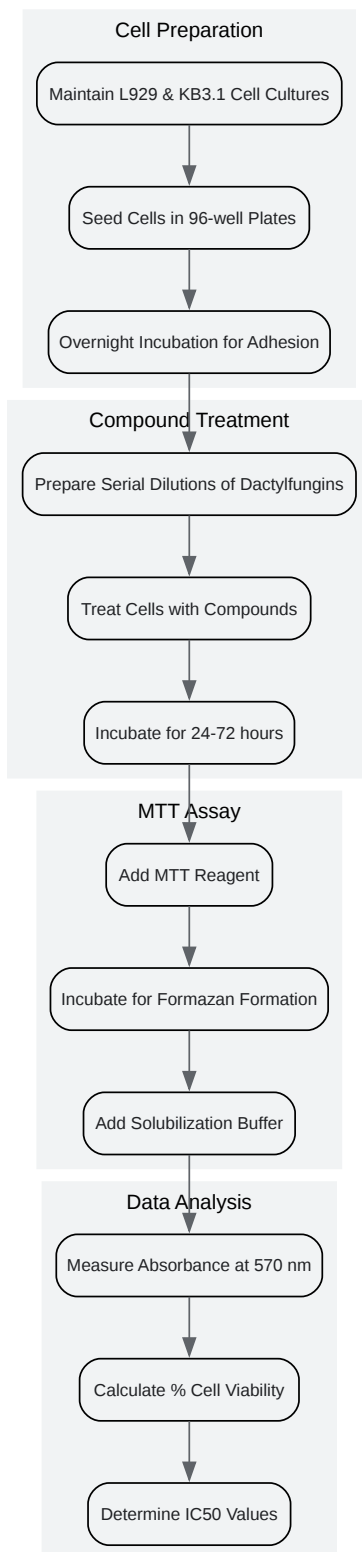 Cell Preparation
Maintain L929 & KB3.1 Cell Cultures
Seed Cells in 96-well Plates
Overnight Incubation for Adhesion
Compound Treatment
Prepare Serial Dilutions of Dactylfungins
Treat Cells with Compounds
Incubate for 24-72 hours
MTT Assay
Add MTT Reagent
Incubate for Formazan Formation
Add Solubilization Buffer
Data Analysis
Measure Absorbance at 570 nm
Calculate % Cell Viability
Determine IC50 Values